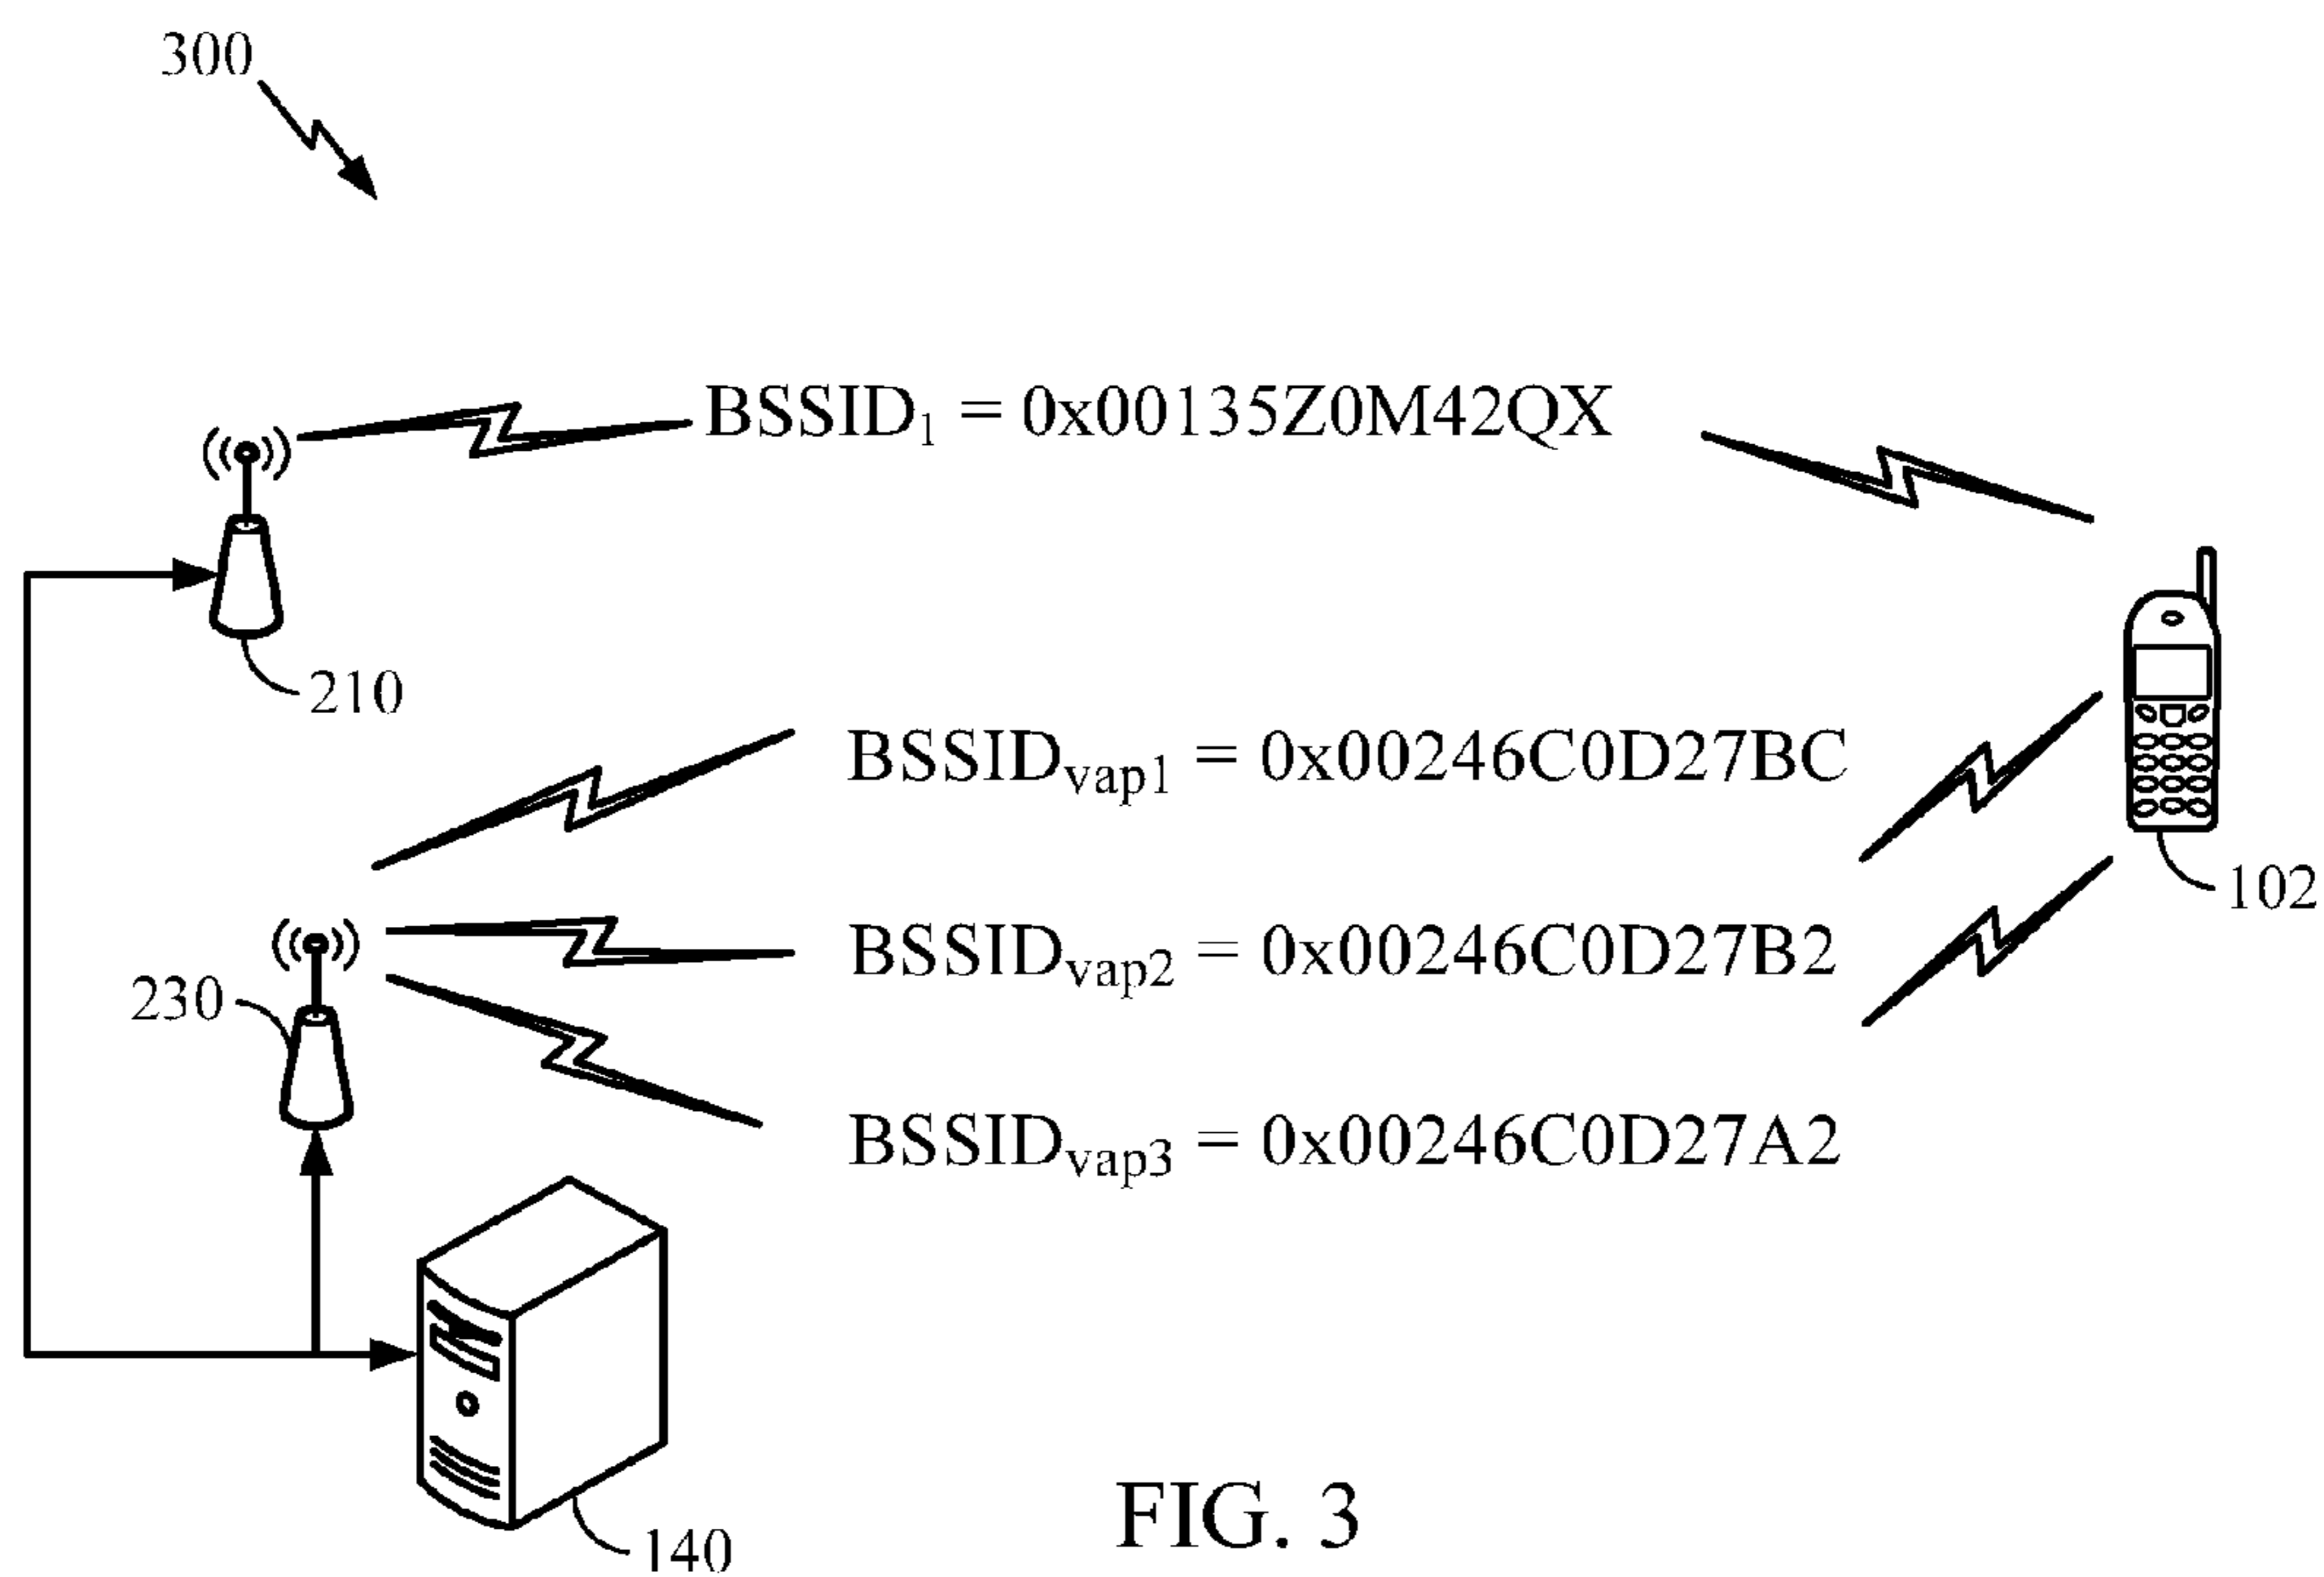 300
BSSID₁ = 0x00135Z0M42QX
210
BSSIDvap1 = 0x00246C0D27BC
102
BSSIDvap2 = 0x00246C0D27B2
230
BSSIDvap3 = 0x00246C0D27A2
140
FIG. 3